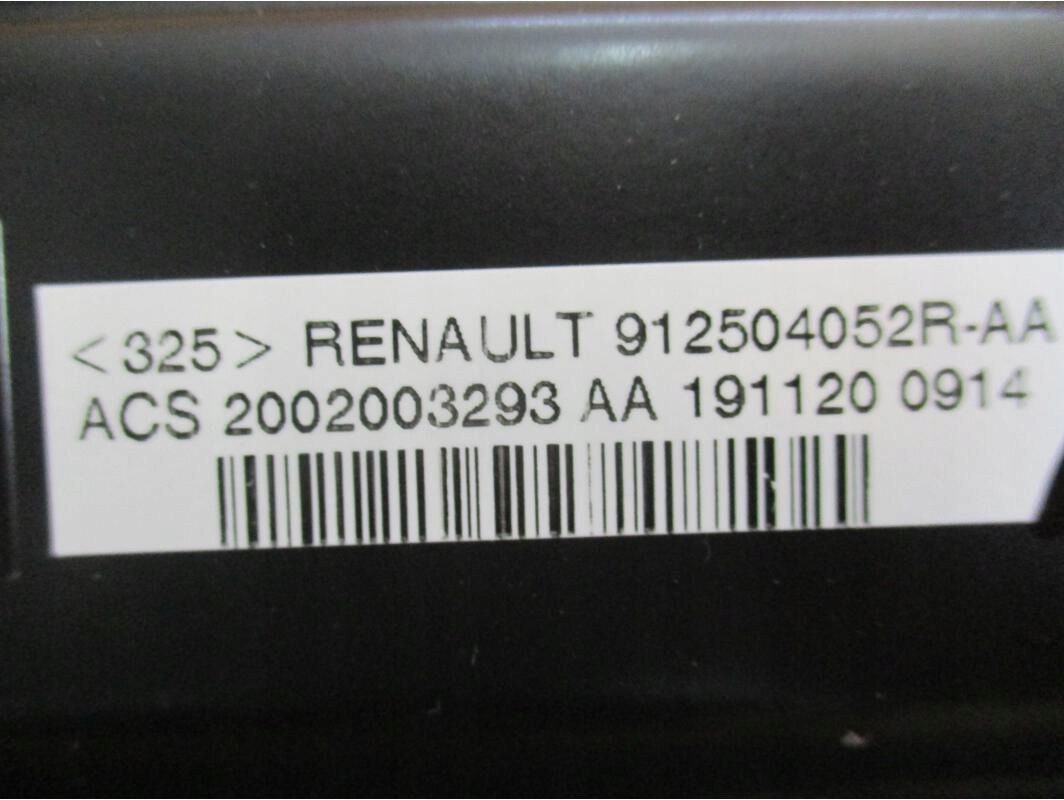 <325> RENAULT 912504052R-AA
ACS 2002003293 AA 191120 0914